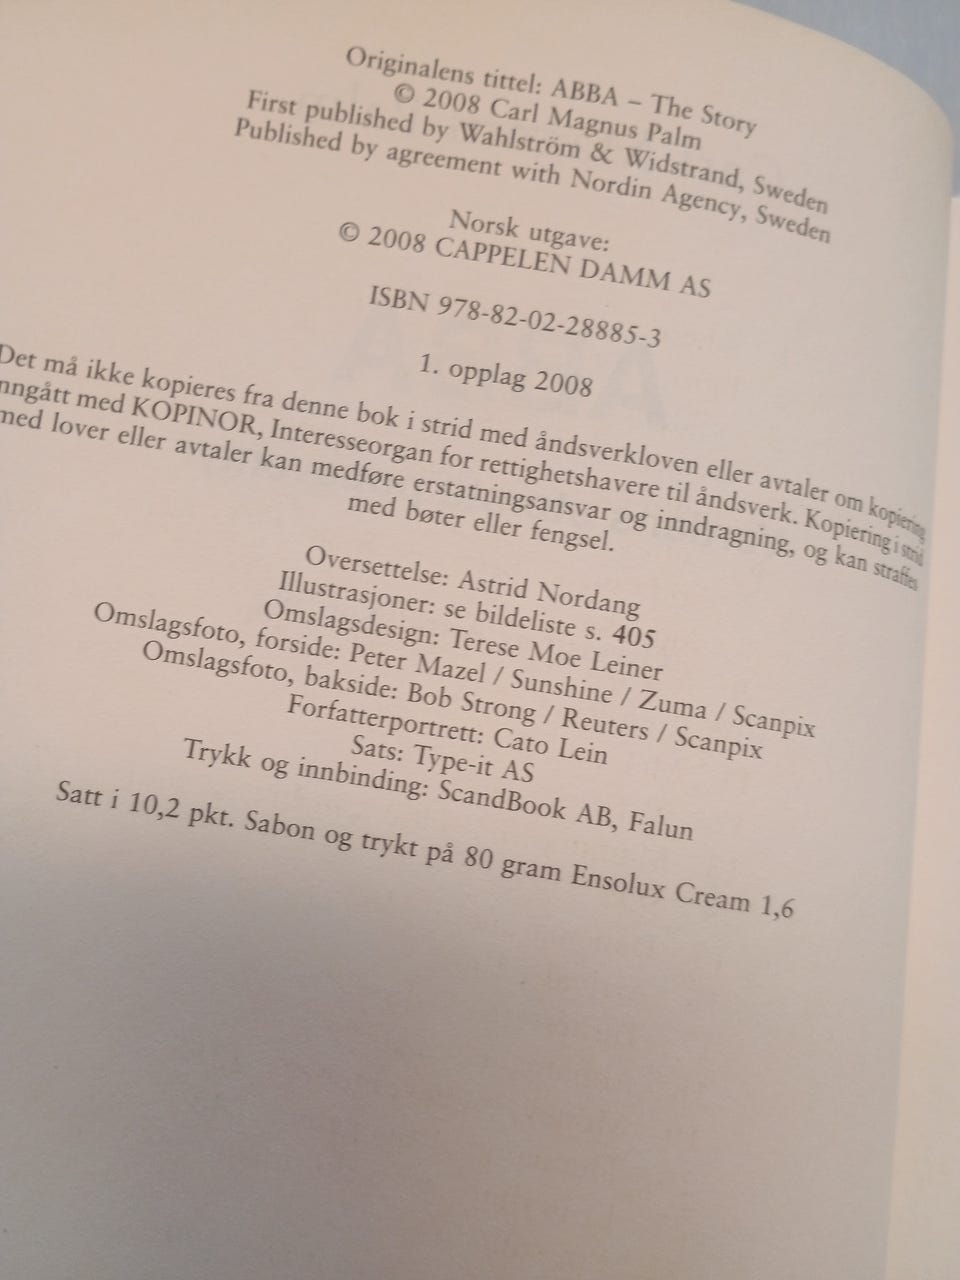 Originalens tittel: ABBA – The Story
© 2008 Carl Magnus Palm
First published by Wahlström & Widstrand, Sweden
Published by agreement with Nordin Agency, Sweden
Norsk utgave:
© 2008 CAPPELEN DAMM AS
ISBN 978-82-02-28885-3
1. opplag 2008
Det må ikke kopieres fra denne bok i strid med åndsverkloven eller avtaler om kopiering
inngått med KOPINOR, Interesseorgan for rettighetshavere til åndsverk. Kopiering i strid
med lover eller avtaler kan medføre erstatningsansvar og inndragning, og kan straffes
med bøter eller fengsel.
Oversettelse: Astrid Nordang
Illustrasjoner: se bildeliste s. 405
Omslagsdesign: Terese Moe Leiner
Omslagsfoto, forside: Peter Mazel / Sunshine / Zuma / Scanpix
Omslagsfoto, bakside: Bob Strong / Reuters / Scanpix
Forfatterportrett: Cato Lein
Sats: Type-it AS
Trykk og innbinding: ScandBook AB, Falun
Satt i 10,2 pkt. Sabon og trykt på 80 gram Ensolux Cream 1,6